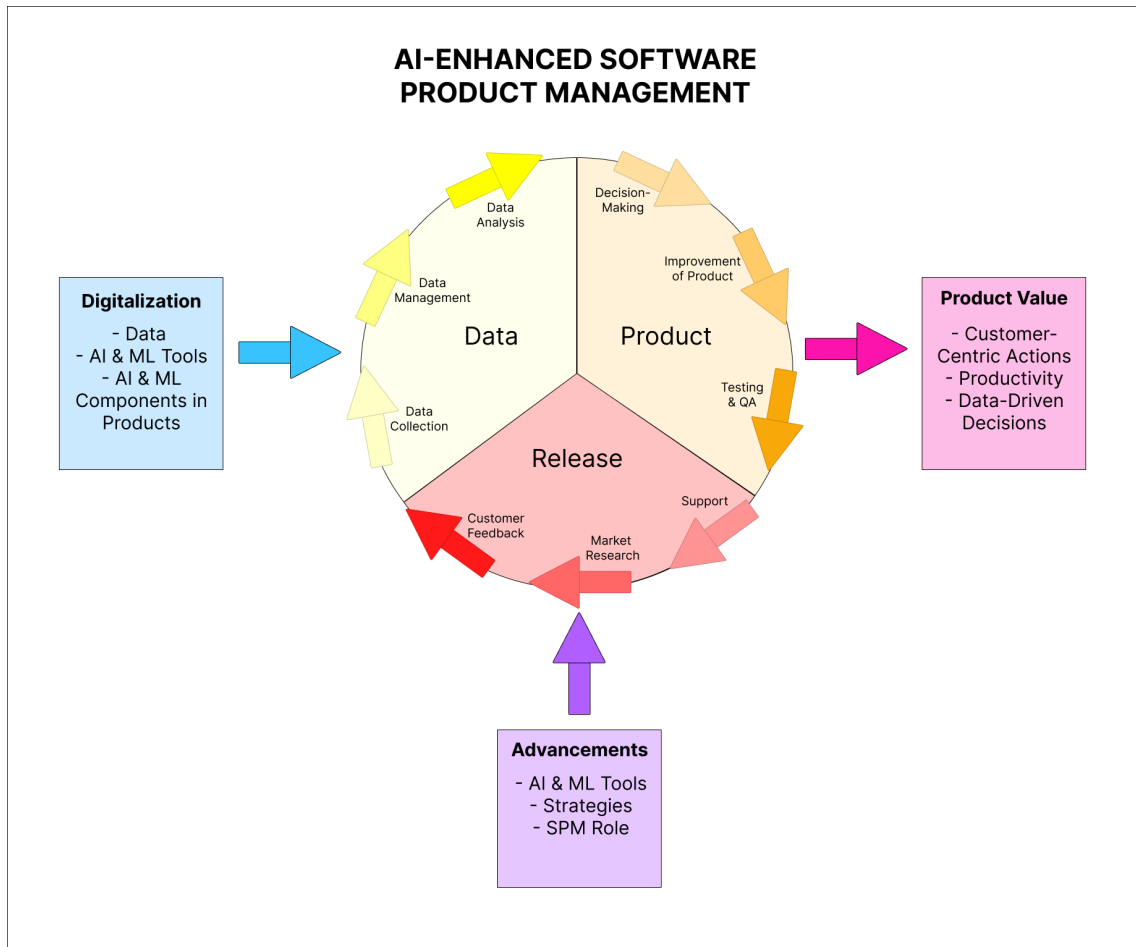 AI-ENHANCED SOFTWARE
PRODUCT MANAGEMENT
Data
Analysis
Decision-
Making
Data
Management
Improvement
of Product
Data
Product
Data
Collection
Testing
& QA
Release
Customer
Feedback
Market
Research
Support
Digitalization
- Data
- AI & ML Tools
- AI & ML
Components in
Products
Product Value
- Customer-
Centric Actions
- Productivity
- Data-Driven
Decisions
Advancements
- AI & ML Tools
- Strategies
- SPM Role